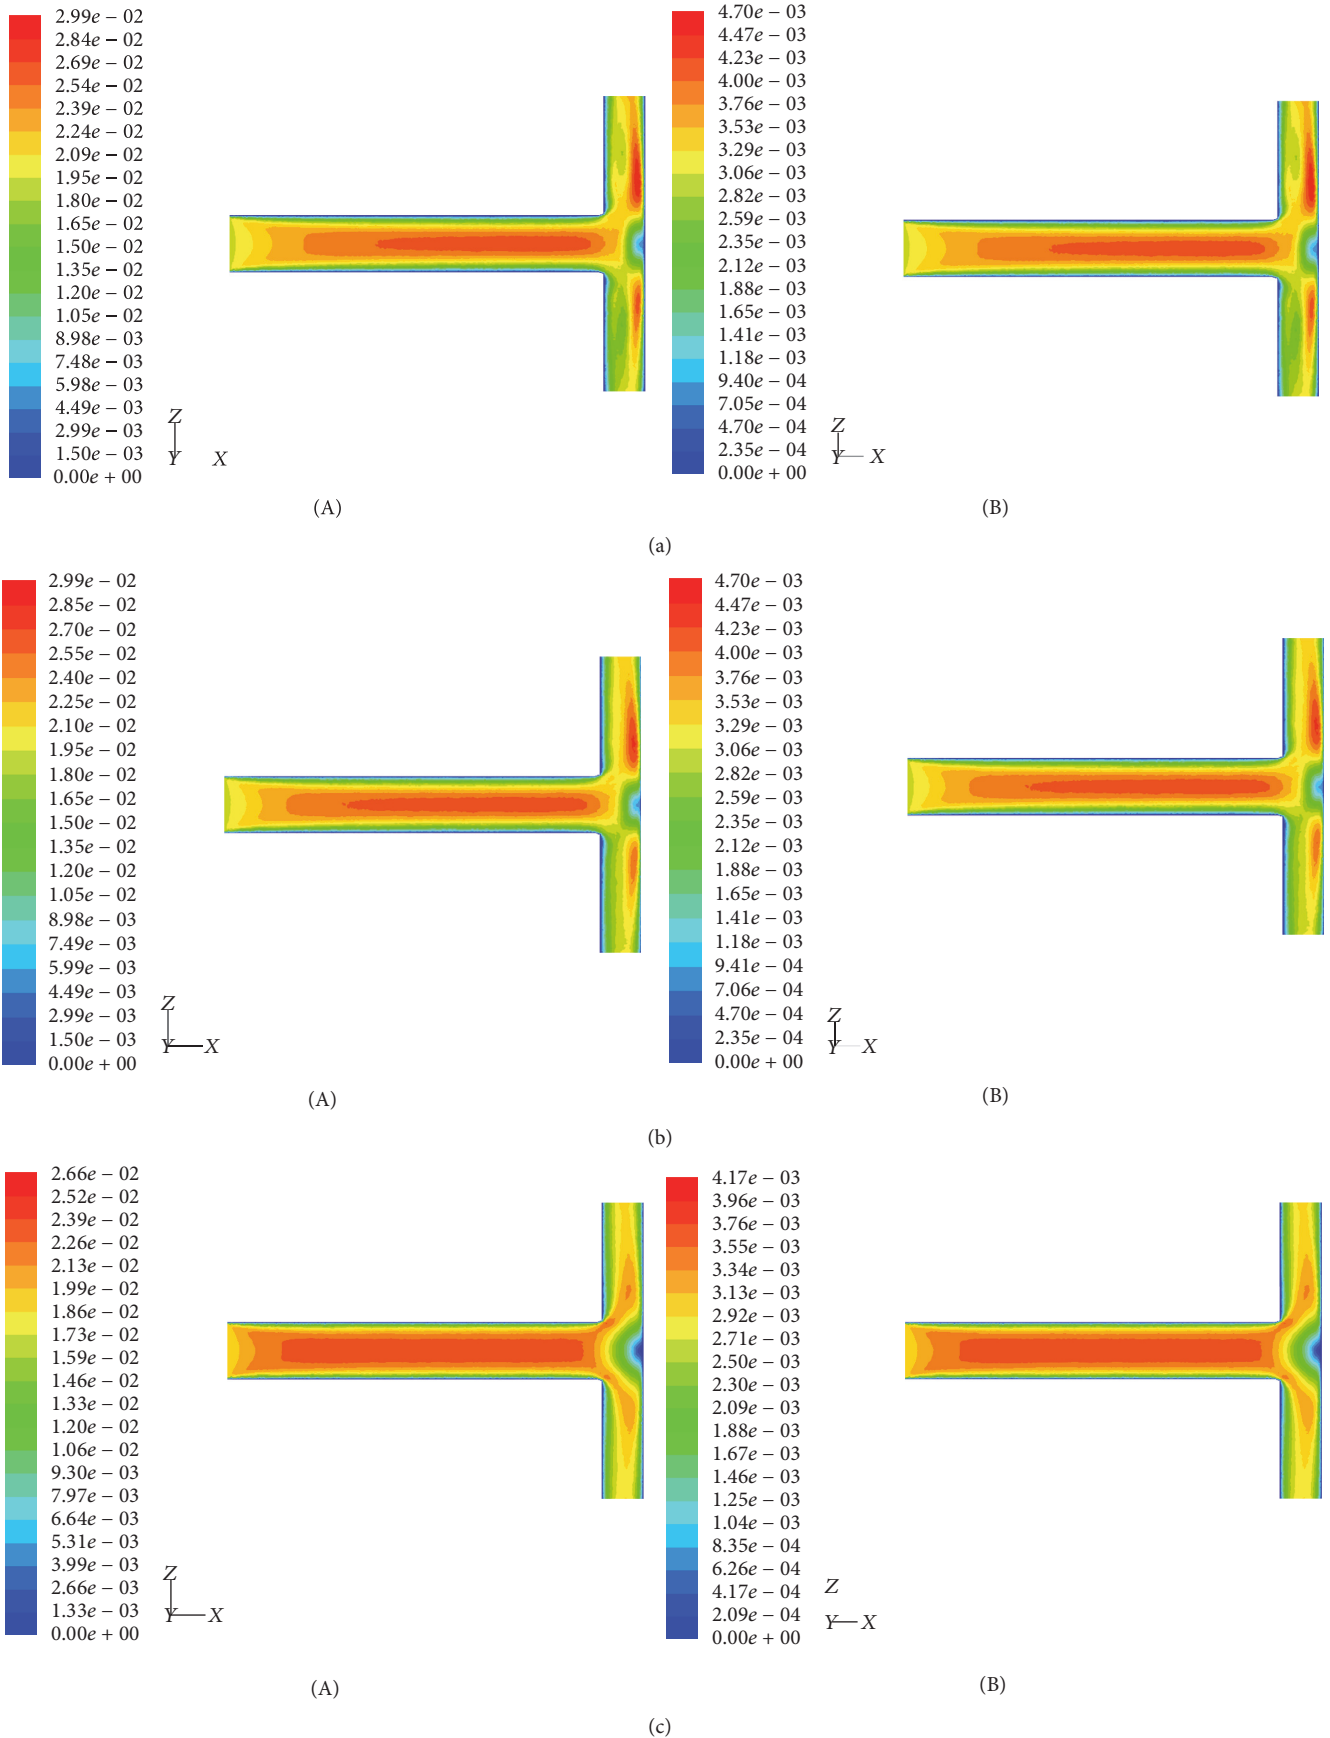 2.99e − 02
2.84e − 02
2.69e − 02
2.54e − 02
2.39e − 02
2.24e − 02
2.09e − 02
1.95e − 02
1.80e − 02
1.65e − 02
1.50e − 02
1.35e − 02
1.20e − 02
1.05e − 02
8.98e − 03
7.48e − 03
5.98e − 03
4.49e − 03
2.99e − 03
1.50e − 03
0.00e + 00
Z
Y X
(A)
4.70e − 03
4.47e − 03
4.23e − 03
4.00e − 03
3.76e − 03
3.53e − 03
3.29e − 03
3.06e − 03
2.82e − 03
2.59e − 03
2.35e − 03
2.12e − 03
1.88e − 03
1.65e − 03
1.41e − 03
1.18e − 03
9.40e − 04
7.05e − 04
4.70e − 04
2.35e − 04
0.00e + 00
Z
Y X
(B)
(a)
2.99e − 02
2.85e − 02
2.70e − 02
2.55e − 02
2.40e − 02
2.25e − 02
2.10e − 02
1.95e − 02
1.80e − 02
1.65e − 02
1.50e − 02
1.35e − 02
1.20e − 02
1.05e − 02
8.98e − 03
7.49e − 03
5.99e − 03
4.49e − 03
2.99e − 03
1.50e − 03
0.00e + 00
Z
Y X
(A)
4.70e − 03
4.47e − 03
4.23e − 03
4.00e − 03
3.76e − 03
3.53e − 03
3.29e − 03
3.06e − 03
2.82e − 03
2.59e − 03
2.35e − 03
2.12e − 03
1.88e − 03
1.65e − 03
1.41e − 03
1.18e − 03
9.41e − 04
7.06e − 04
4.70e − 04
2.35e − 04
0.00e + 00
Z
Y X
(B)
(b)
2.66e − 02
2.52e − 02
2.39e − 02
2.26e − 02
2.13e − 02
1.99e − 02
1.86e − 02
1.73e − 02
1.59e − 02
1.46e − 02
1.33e − 02
1.20e − 02
1.06e − 02
9.30e − 03
7.97e − 03
6.64e − 03
5.31e − 03
3.99e − 03
2.66e − 03
1.33e − 03
0.00e + 00
Z
Y X
(A)
4.17e − 03
3.96e − 03
3.76e − 03
3.55e − 03
3.34e − 03
3.13e − 03
2.92e − 03
2.71e − 03
2.50e − 03
2.30e − 03
2.09e − 03
1.88e − 03
1.67e − 03
1.46e − 03
1.25e − 03
1.04e − 03
8.35e − 04
6.26e − 04
4.17e − 04
2.09e − 04
0.00e + 00
Z
Y X
(B)
(c)